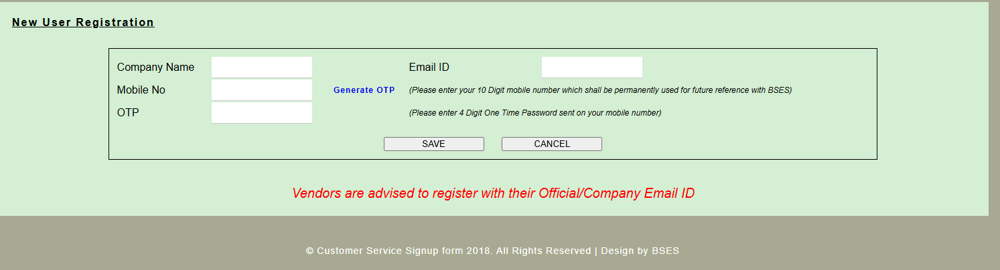 New User Registration
Company Name Email ID
Mobile No Generate OTP (Please enter your 10 Digit mobile number which shall be permanently used for future reference with BSES)
OTP (Please enter 4 Digit One Time Password sent on your mobile number)
SAVE CANCEL
Vendors are advised to register with their Official/Company Email ID
© Customer Service Signup form 2018. All Rights Reserved | Design by BSES